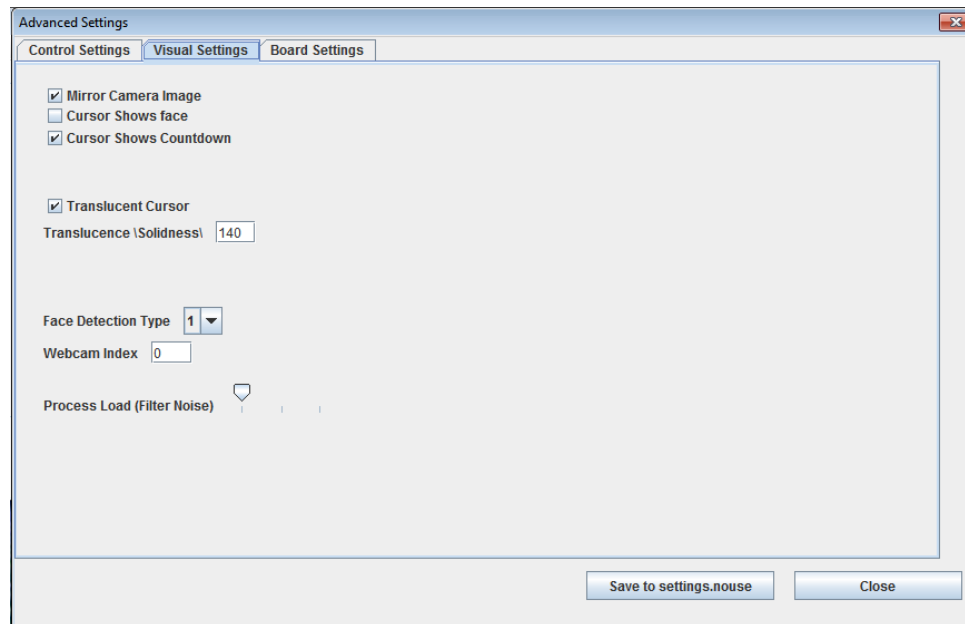 Advanced Settings
Control Settings Visual Settings Board Settings
Mirror Camera Image
Cursor Shows face
Cursor Shows Countdown
Translucent Cursor
Translucence \Solidness\ 140
Face Detection Type 1
Webcam Index 0
Process Load (Filter Noise)
Save to settings.nouse Close